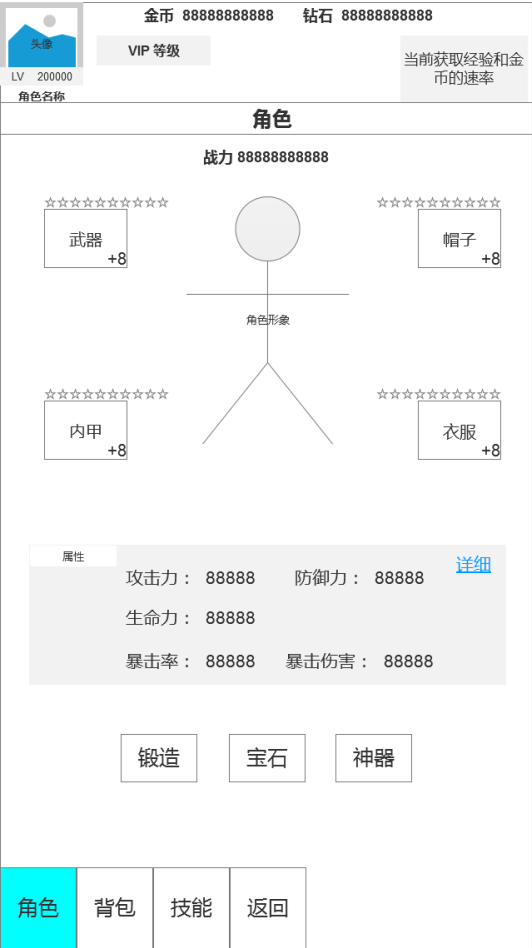 金币 88888888888 钻石 88888888888
头像
VIP 等级
当前获取经验和金
币的速率
LV 200000
角色名称
角色
战力 88888888888
☆☆☆☆☆☆☆☆☆☆ ☆☆☆☆☆☆☆☆☆☆
武器 帽子
+8 +8
角色形象
☆☆☆☆☆☆☆☆☆☆ ☆☆☆☆☆☆☆☆☆☆
内甲 衣服
+8 +8
属性 详细
攻击力： 88888 防御力： 88888
生命力： 88888
暴击率： 88888 暴击伤害： 88888
锻造 宝石 神器
角色 背包 技能 返回